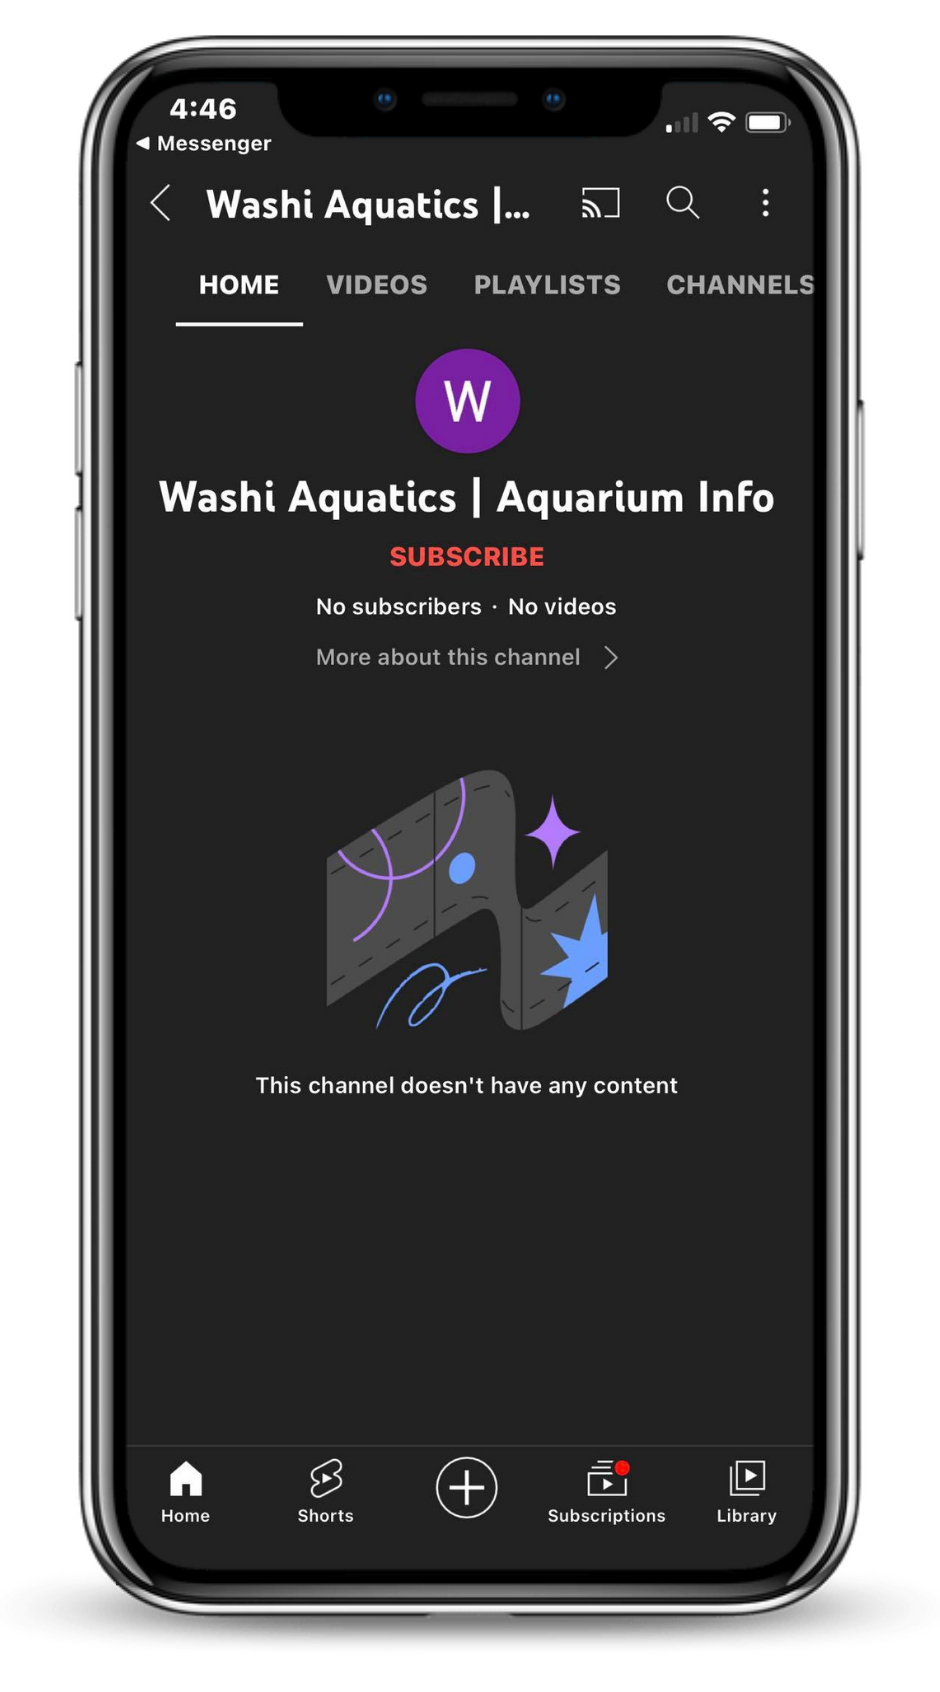 4:46
Messenger
Washi Aquatics |...
HOME VIDEOS PLAYLISTS CHANNELS
W
Washi Aquatics | Aquarium Info
SUBSCRIBE
No subscribers · No videos
More about this channel
This channel doesn't have any content
Home Shorts Subscriptions Library